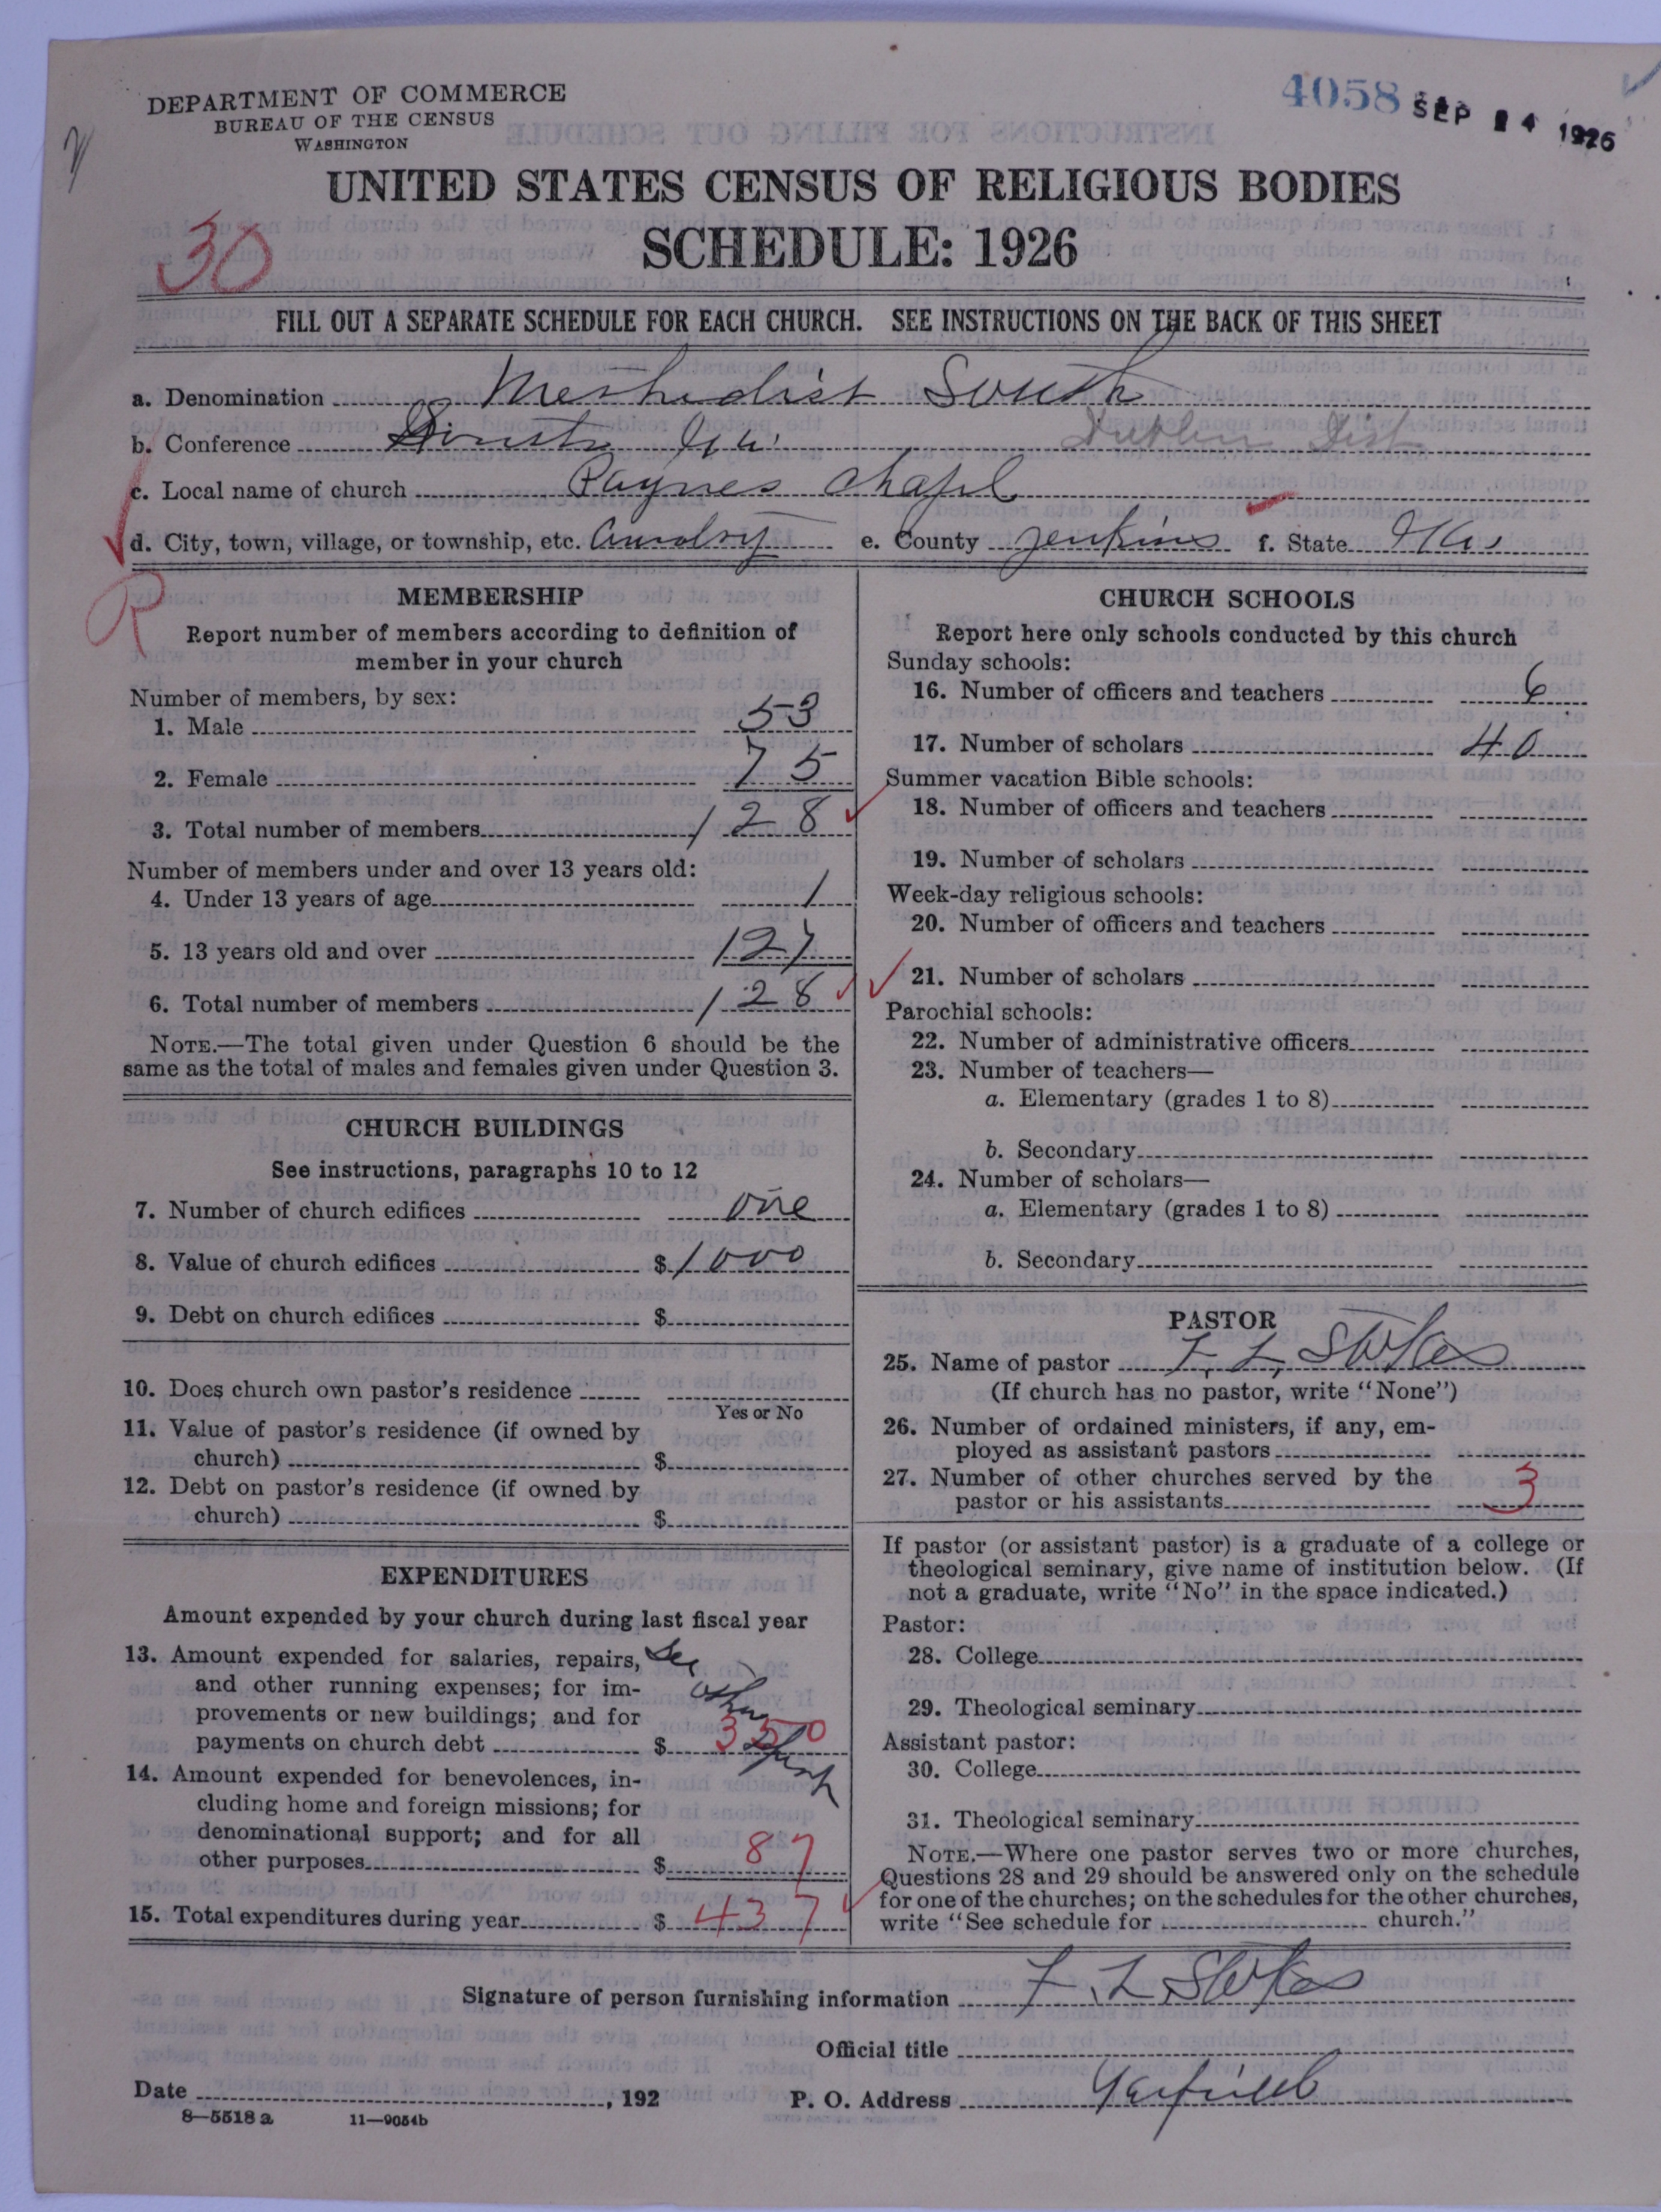 DEPARTMENT OF COMMERCE
BUREAU OF THE CENSUS
WASHINGTON
4058 SEP 24 1926
UNITED STATES CENSUS OF RELIGIOUS BODIES
SCHEDULE: 1926
30
FILL OUT A SEPARATE SCHEDULE FOR EACH CHURCH. SEE INSTRUCTIONS ON THE BACK OF THIS SHEET
a. Denomination Methodist South
b. Conference South Ga. Dublin Dist
c. Local name of church Paynes Chapel
d. City, town, village, or township, etc. e. County Jenkins f. State Ga.
R
MEMBERSHIP
Report number of members according to definition of
member in your church
Number of members, by sex:
1. Male 53
2. Female 75
3. Total number of members 128
Number of members under and over 13 years old:
4. Under 13 years of age 1
5. 13 years old and over 127
6. Total number of members 128
NOTE.—The total given under Question 6 should be the
same as the total of males and females given under Question 3.
CHURCH BUILDINGS
See instructions, paragraphs 10 to 12
7. Number of church edifices one
8. Value of church edifices $1000
9. Debt on church edifices $
10. Does church own pastor's residence
Yes or No
11. Value of pastor's residence (if owned by
church) $
12. Debt on pastor's residence (if owned by
church) $
EXPENDITURES
Amount expended by your church during last fiscal year
13. Amount expended for salaries, repairs, See
and other running expenses; for im- other
provements or new buildings; and for
payments on church debt $ 350
14. Amount expended for benevolences, in-
cluding home and foreign missions; for
denominational support; and for all
other purposes $ 87
15. Total expenditures during year $ 437
CHURCH SCHOOLS
Report here only schools conducted by this church
Sunday schools:
16. Number of officers and teachers 6
17. Number of scholars 40
Summer vacation Bible schools:
18. Number of officers and teachers
19. Number of scholars
Week-day religious schools:
20. Number of officers and teachers
21. Number of scholars
Parochial schools:
22. Number of administrative officers
23. Number of teachers—
a. Elementary (grades 1 to 8)
b. Secondary
24. Number of scholars—
a. Elementary (grades 1 to 8)
b. Secondary
PASTOR
25. Name of pastor F. L. Stokes
(If church has no pastor, write "None")
26. Number of ordained ministers, if any, em-
ployed as assistant pastors
27. Number of other churches served by the
pastor or his assistants 3
If pastor (or assistant pastor) is a graduate of a college or
theological seminary, give name of institution below. (If
not a graduate, write "No" in the space indicated.)
Pastor:
28. College
29. Theological seminary
Assistant pastor:
30. College
31. Theological seminary
NOTE.—Where one pastor serves two or more churches,
Questions 28 and 29 should be answered only on the schedule
for one of the churches; on the schedules for the other churches,
write "See schedule for church."
Signature of person furnishing information F. L. Stokes
Official title
Date , 192 P. O. Address Garfield
8—5518 a 11—9054b